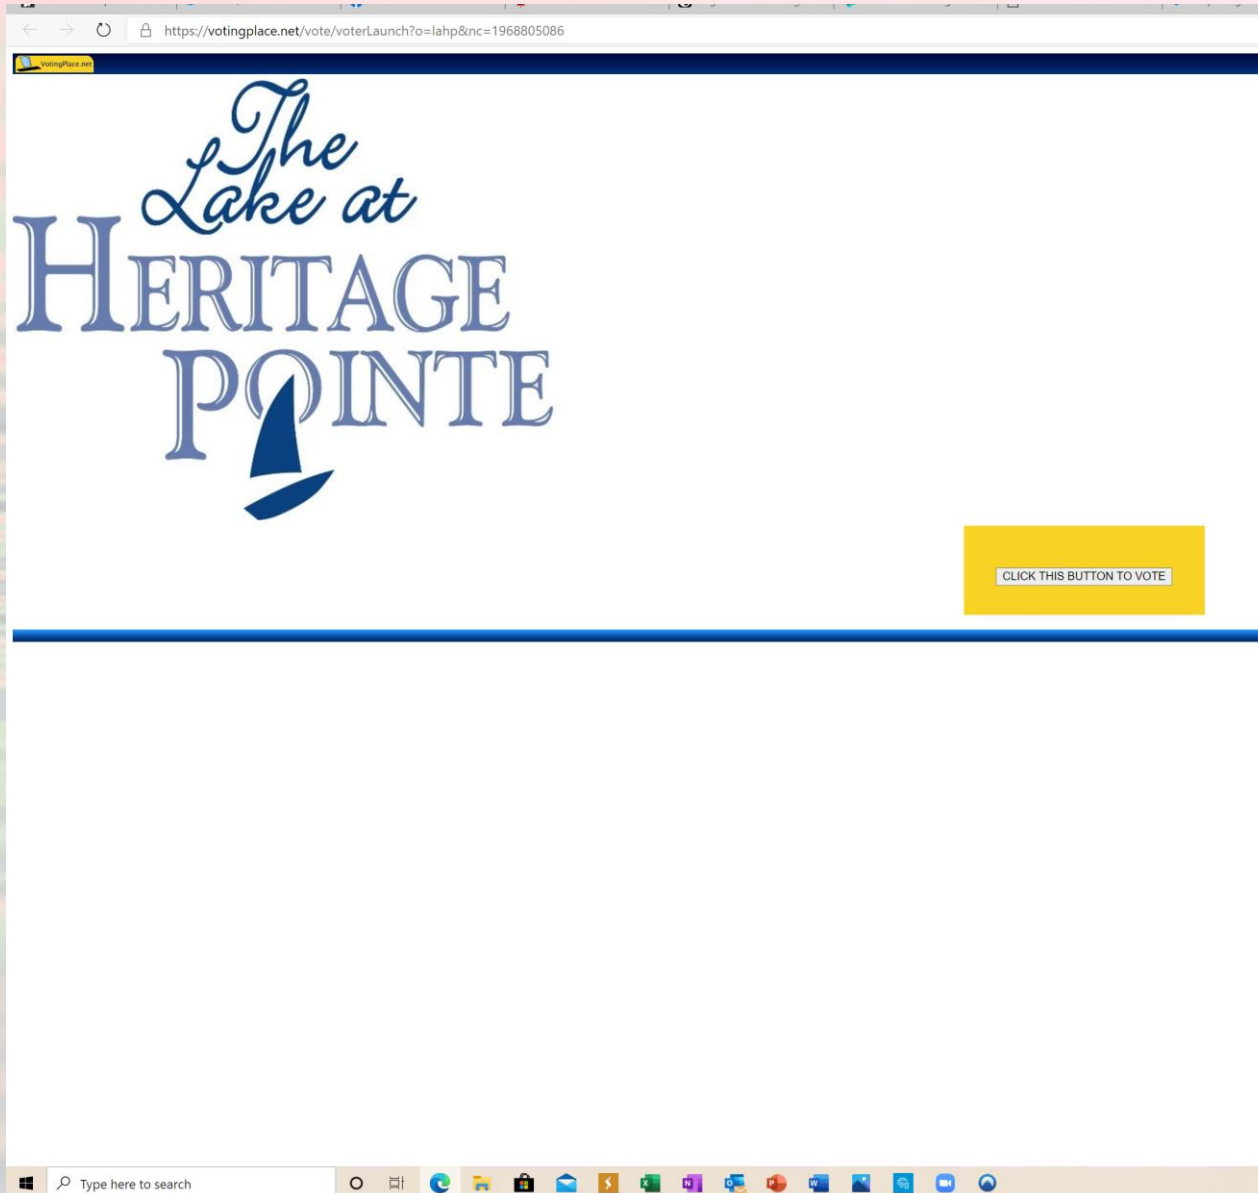 https://votingplace.net/vote/voterLaunch?o=lahp&nc=1968805086
VotingPlace.net
The
Lake at
HERITAGE
POINTE
CLICK THIS BUTTON TO VOTE
Type here to search